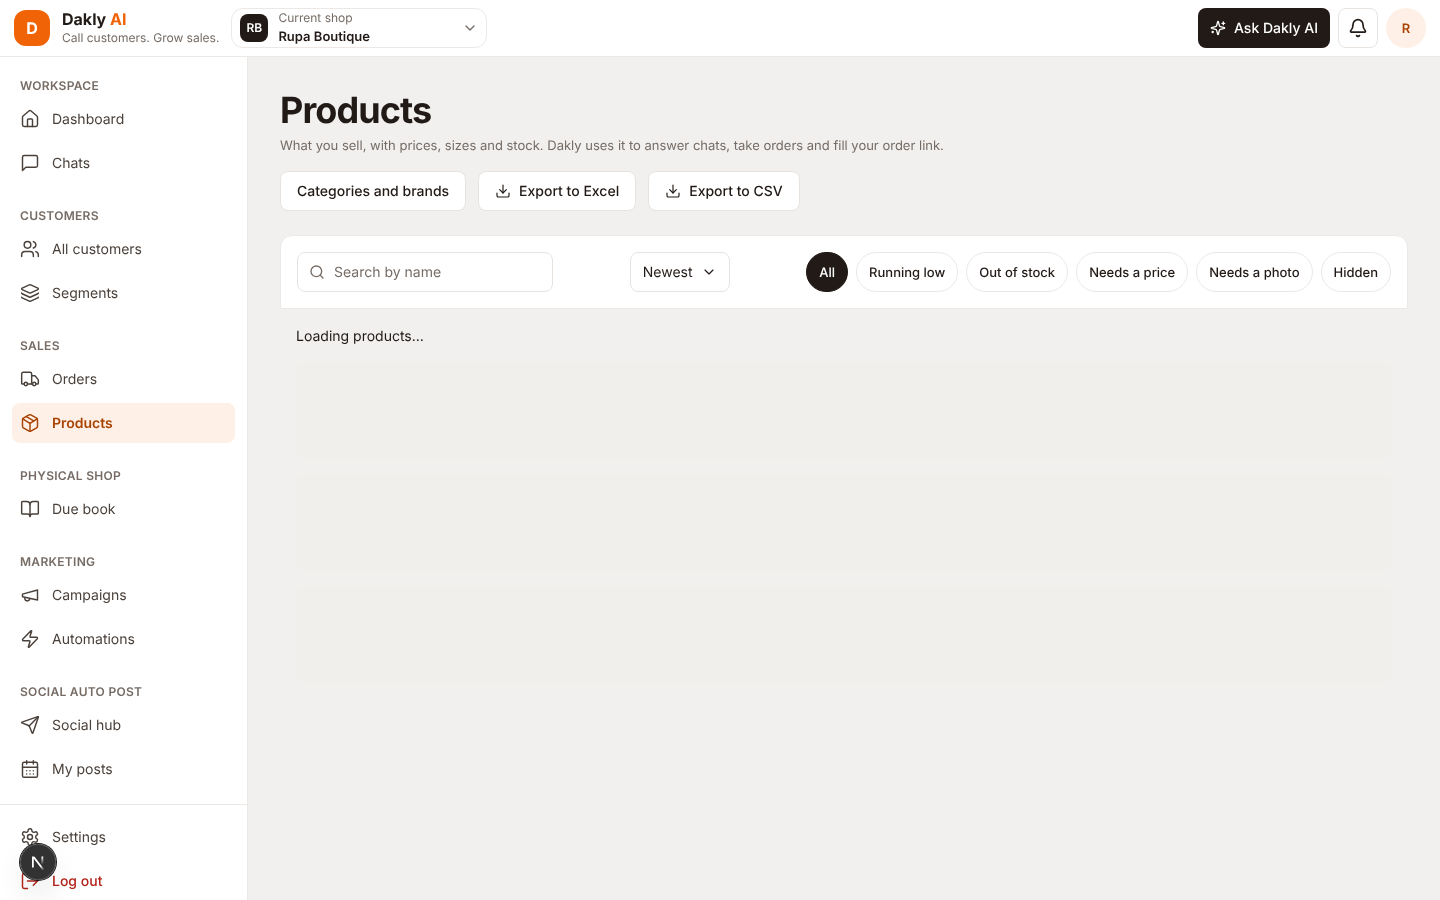 D
Dakly AI
Call customers. Grow sales.
RB
Current shop
Rupa Boutique
Ask Dakly AI
R
WORKSPACE
Dashboard
Chats
CUSTOMERS
All customers
Segments
SALES
Orders
Products
PHYSICAL SHOP
Due book
MARKETING
Campaigns
Automations
SOCIAL AUTO POST
Social hub
My posts
Settings
N
Log out
Products
What you sell, with prices, sizes and stock. Dakly uses it to answer chats, take orders and fill your order link.
Categories and brands
Export to Excel
Export to CSV
Search by name
Newest
All
Running low
Out of stock
Needs a price
Needs a photo
Hidden
Loading products...